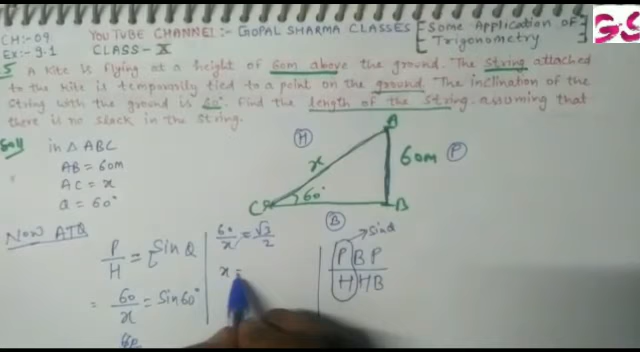 CH:-09 YOUTUBE CHANNEL:- GOPAL SHARMA CLASSES [Some Application OF
Ex:-9.1 CLASS-X Trigonometry] GS
5 A Kite is flying at a height of 60m above the ground. The String attached
to the kite is temporarily tied to a point on the ground. The inclination of the
String with the ground is 60°. Find the length of the string. assuming that
there is no slack in the string.
Sol:
in △ ABC
AB = 60m
AC = x
θ = 60°
H
A
x
60m P
60°
C B
B
Now ATQ
P/H = Sin θ
= 60/x = Sin 60°
60/x = √3/2
x =
sin θ
P B P
H H B